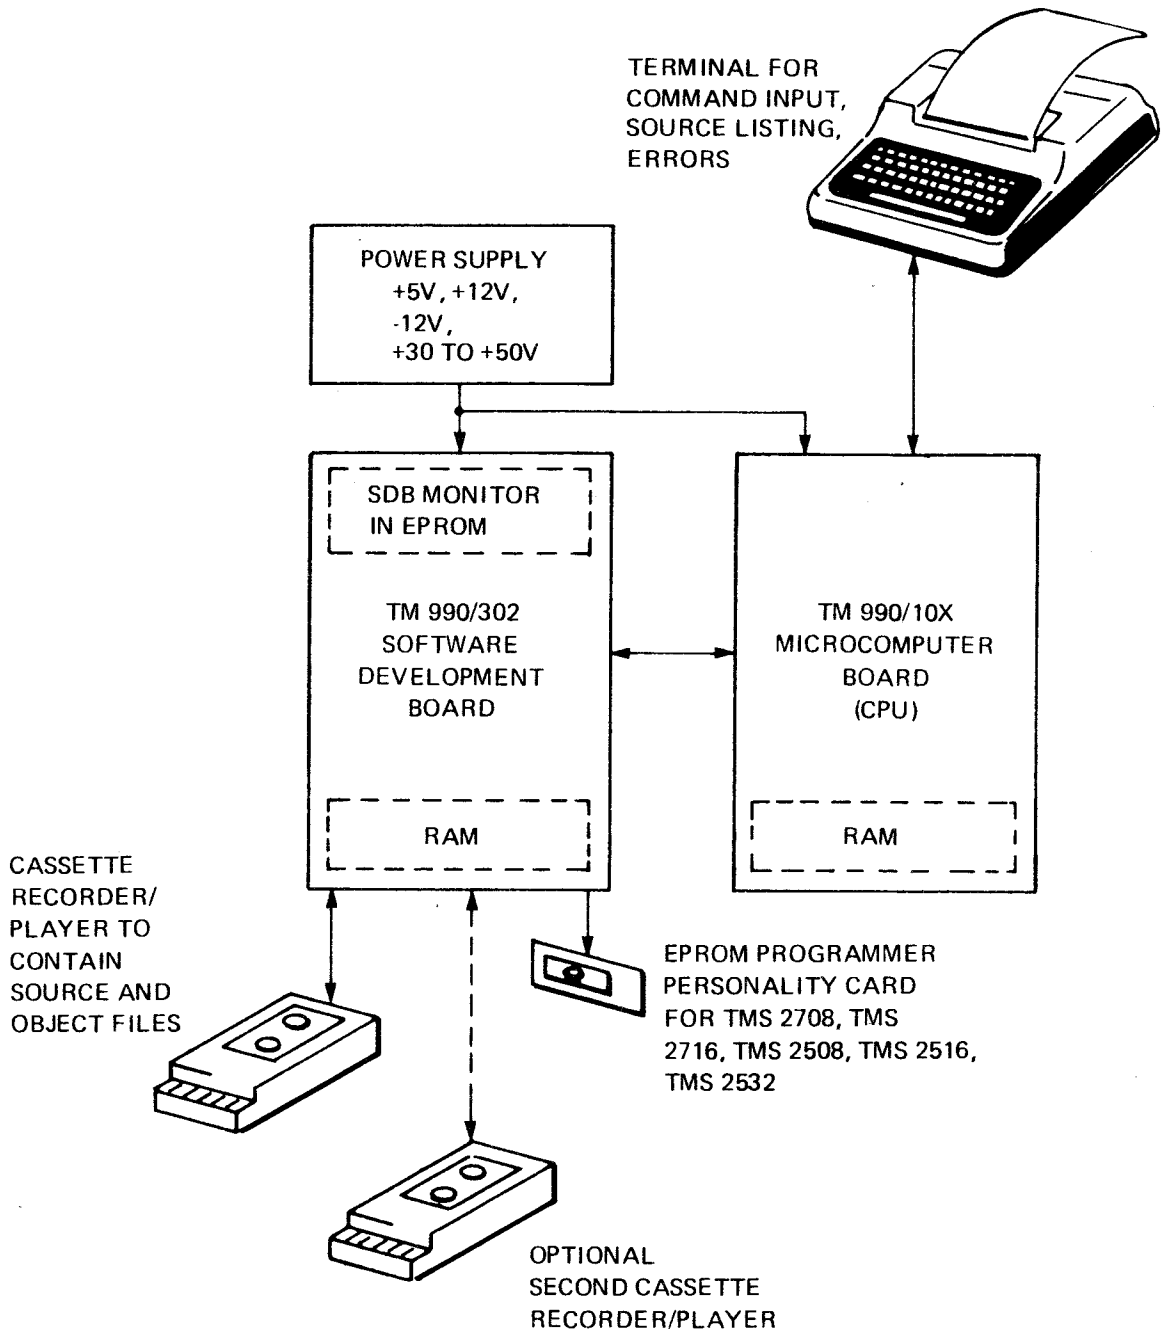 TERMINAL FOR
COMMAND INPUT,
SOURCE LISTING,
ERRORS
POWER SUPPLY
+5V, +12V,
-12V,
+30 TO +50V
SDB MONITOR
IN EPROM
TM 990/302
SOFTWARE
DEVELOPMENT
BOARD
RAM
TM 990/10X
MICROCOMPUTER
BOARD
(CPU)
RAM
CASSETTE
RECORDER/
PLAYER TO
CONTAIN
SOURCE AND
OBJECT FILES
EPROM PROGRAMMER
PERSONALITY CARD
FOR TMS 2708, TMS
2716, TMS 2508, TMS 2516,
TMS 2532
OPTIONAL
SECOND CASSETTE
RECORDER/PLAYER